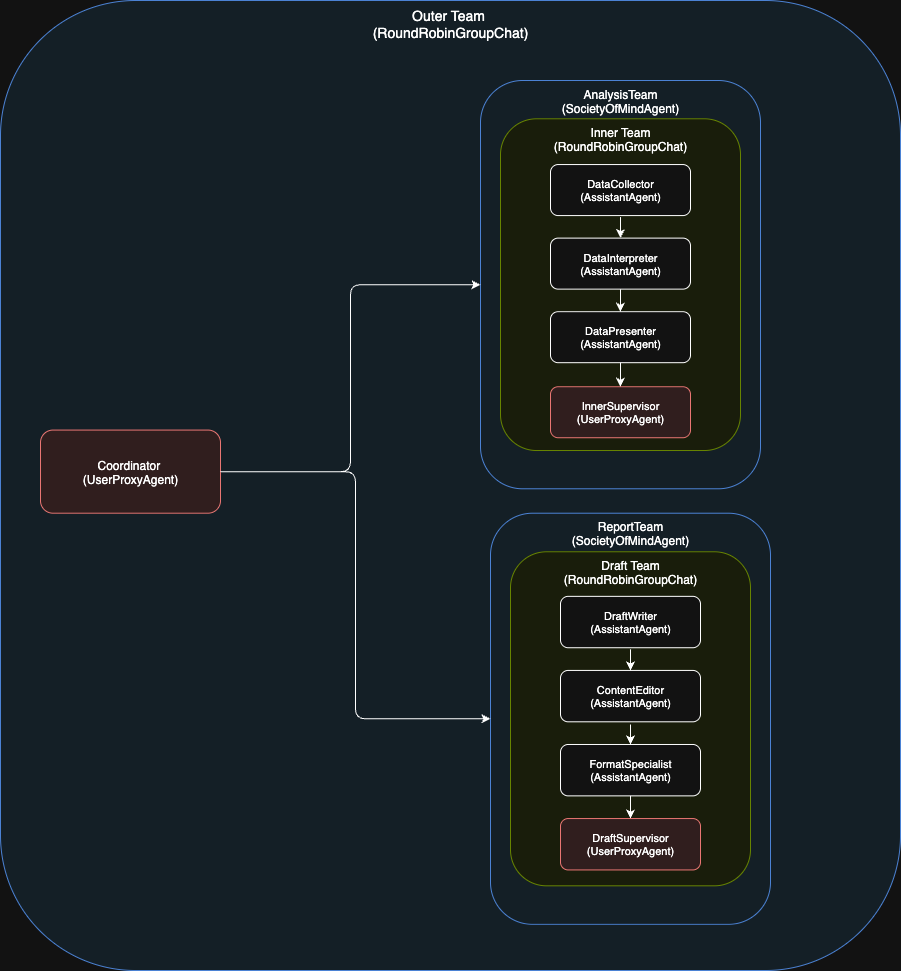 Outer Team
(RoundRobinGroupChat)
AnalysisTeam
(SocietyOfMindAgent)
Inner Team
(RoundRobinGroupChat)
DataCollector
(AssistantAgent)
DataInterpreter
(AssistantAgent)
DataPresenter
(AssistantAgent)
InnerSupervisor
(UserProxyAgent)
Coordinator
(UserProxyAgent)
ReportTeam
(SocietyOfMindAgent)
Draft Team
(RoundRobinGroupChat)
DraftWriter
(AssistantAgent)
ContentEditor
(AssistantAgent)
FormatSpecialist
(AssistantAgent)
DraftSupervisor
(UserProxyAgent)